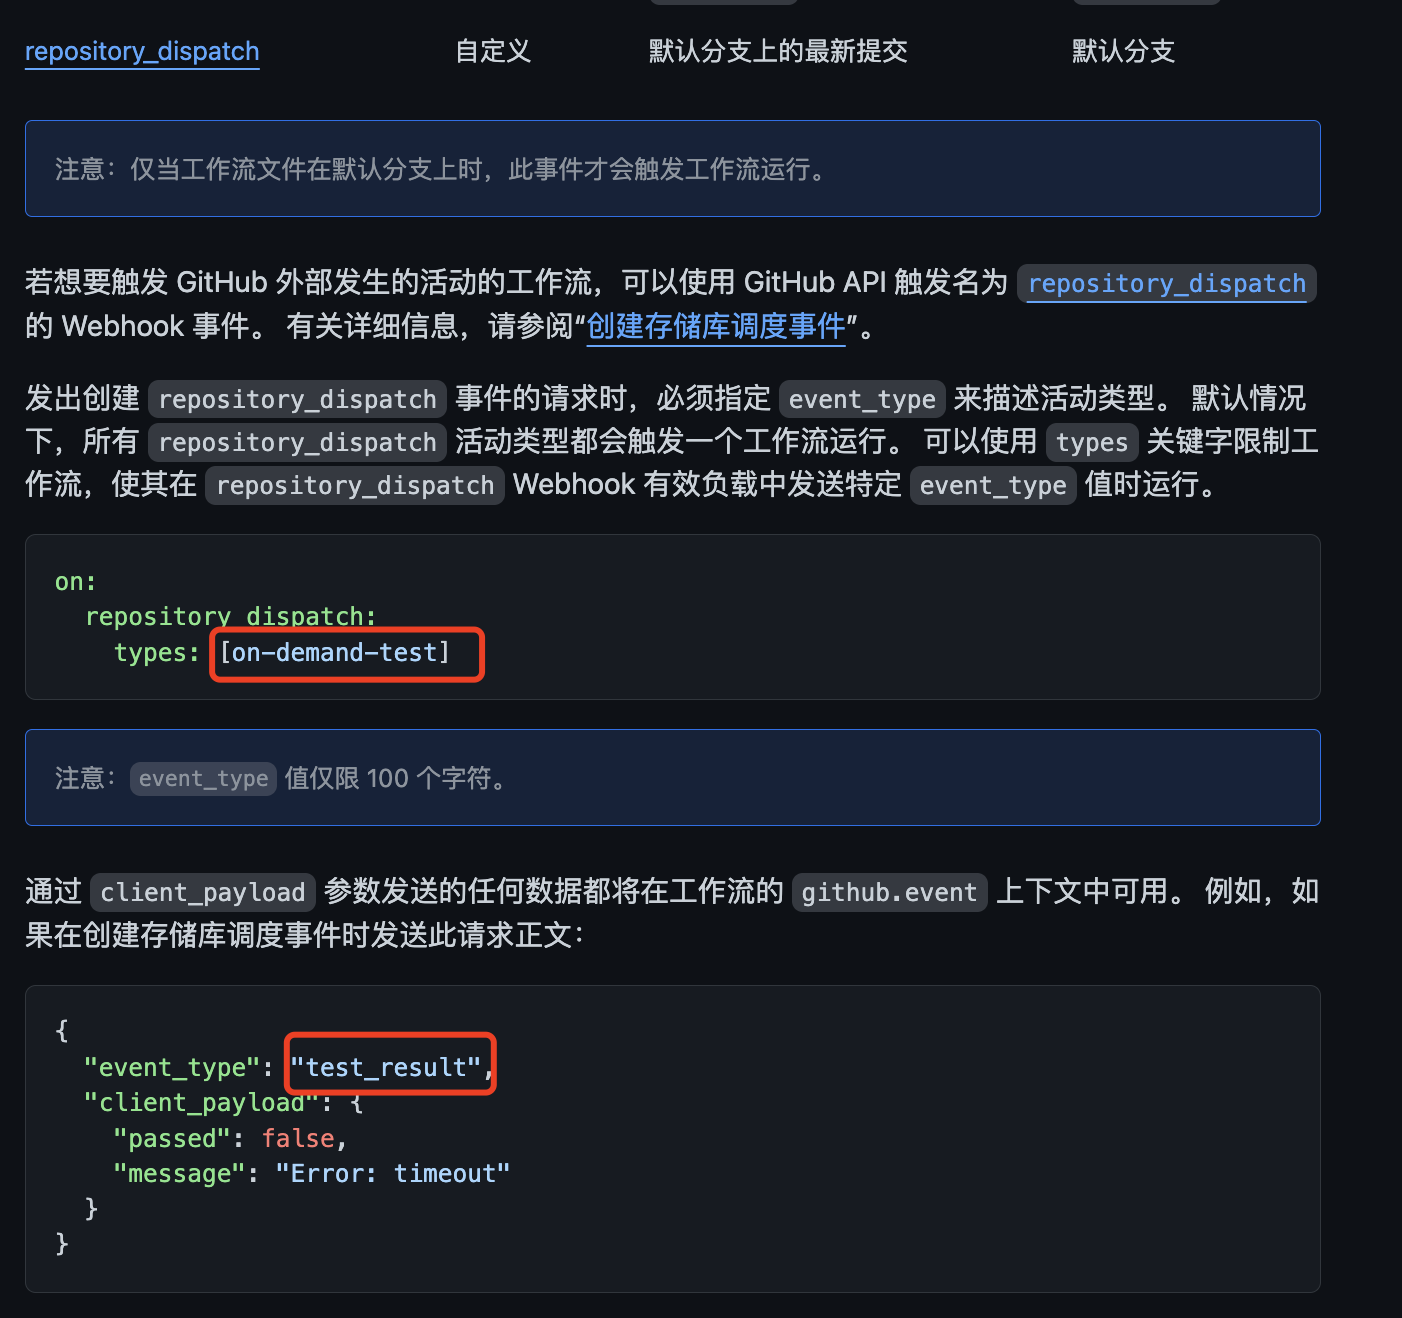 repository_dispatch 自定义 默认分支上的最新提交 默认分支
注意：仅当工作流文件在默认分支上时，此事件才会触发工作流运行。
若想要触发 GitHub 外部发生的活动的工作流，可以使用 GitHub API 触发名为 repository_dispatch
的 Webhook 事件。 有关详细信息，请参阅“创建存储库调度事件”。
发出创建 repository_dispatch 事件的请求时，必须指定 event_type 来描述活动类型。 默认情况
下，所有 repository_dispatch 活动类型都会触发一个工作流运行。 可以使用 types 关键字限制工
作流，使其在 repository_dispatch Webhook 有效负载中发送特定 event_type 值时运行。
on:
  repository_dispatch:
    types: [on-demand-test]
注意：event_type 值仅限 100 个字符。
通过 client_payload 参数发送的任何数据都将在工作流的 github.event 上下文中可用。 例如，如
果在创建存储库调度事件时发送此请求正文：
{
  "event_type": "test_result",
  "client_payload": {
    "passed": false,
    "message": "Error: timeout"
  }
}